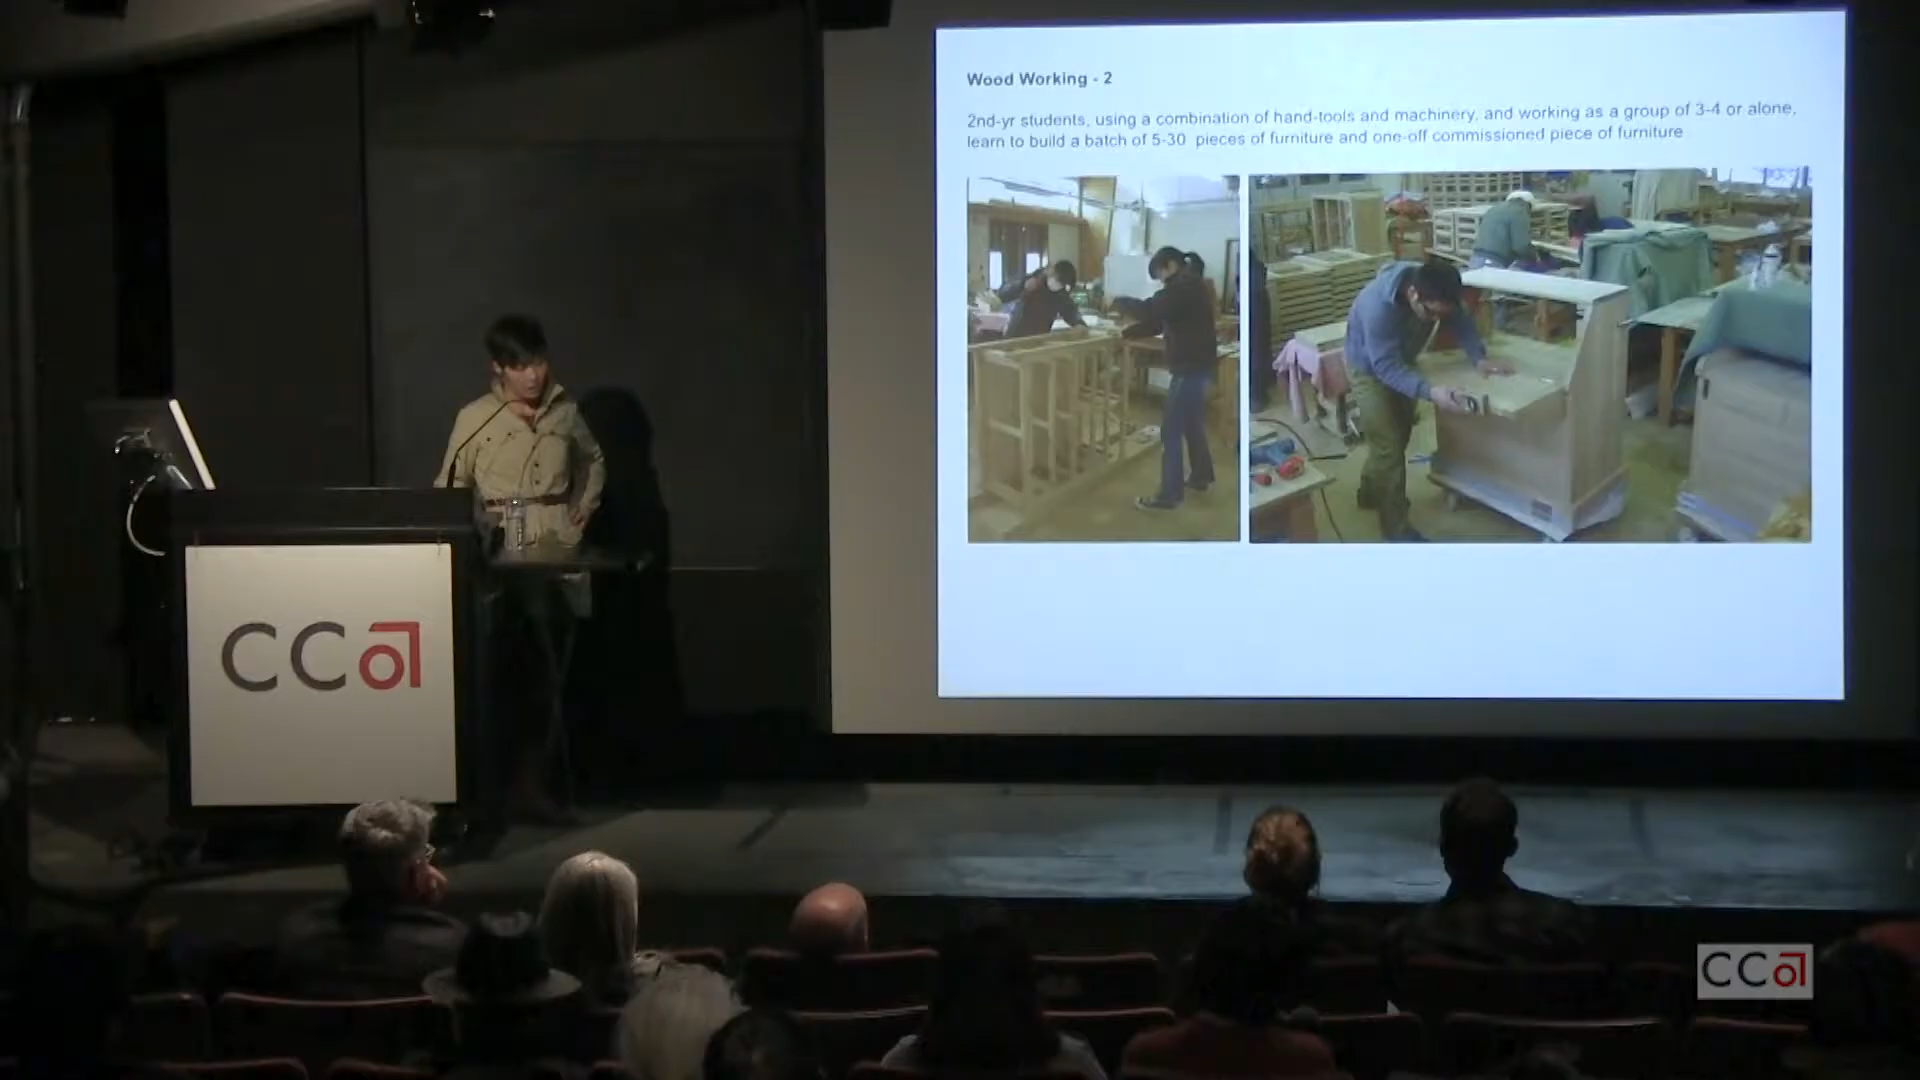 Wood Working - 2
2nd-yr students, using a combination of hand-tools and machinery, and working as a group of 3-4 or alone,
learn to build a batch of 5-30 pieces of furniture and one-off commissioned piece of furniture
CCa
CCa